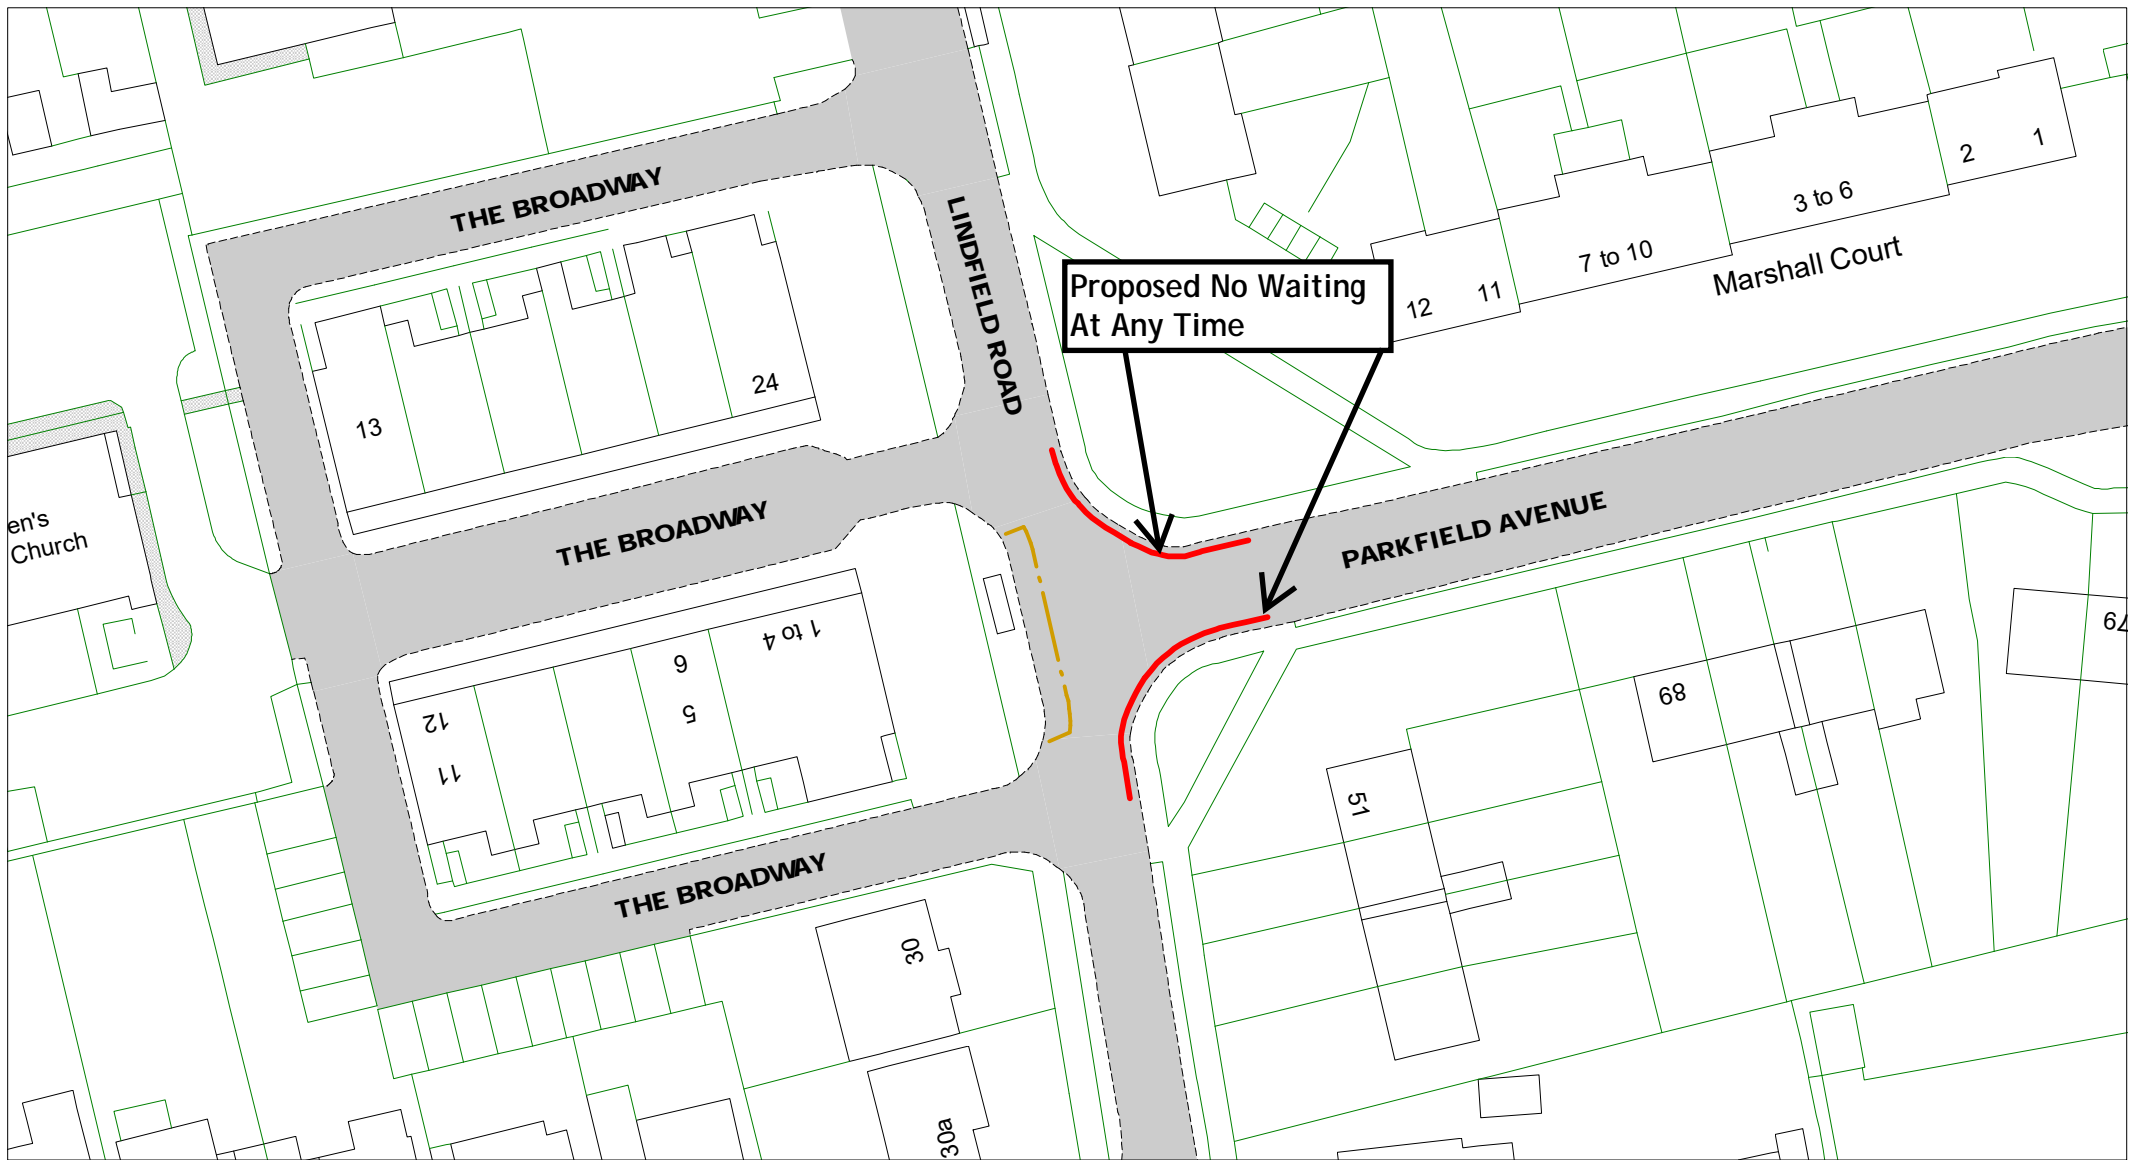 THE BROADWAY
LINDFIELD ROAD
1
2
3 to 6
7 to 10
Marshall Court
Proposed No Waiting
At Any Time
12
11
24
13
en's
Church
THE BROADWAY
PARKFIELD AVENUE
1 to 4
6
5
12
11
79
89
51
THE BROADWAY
30
30a